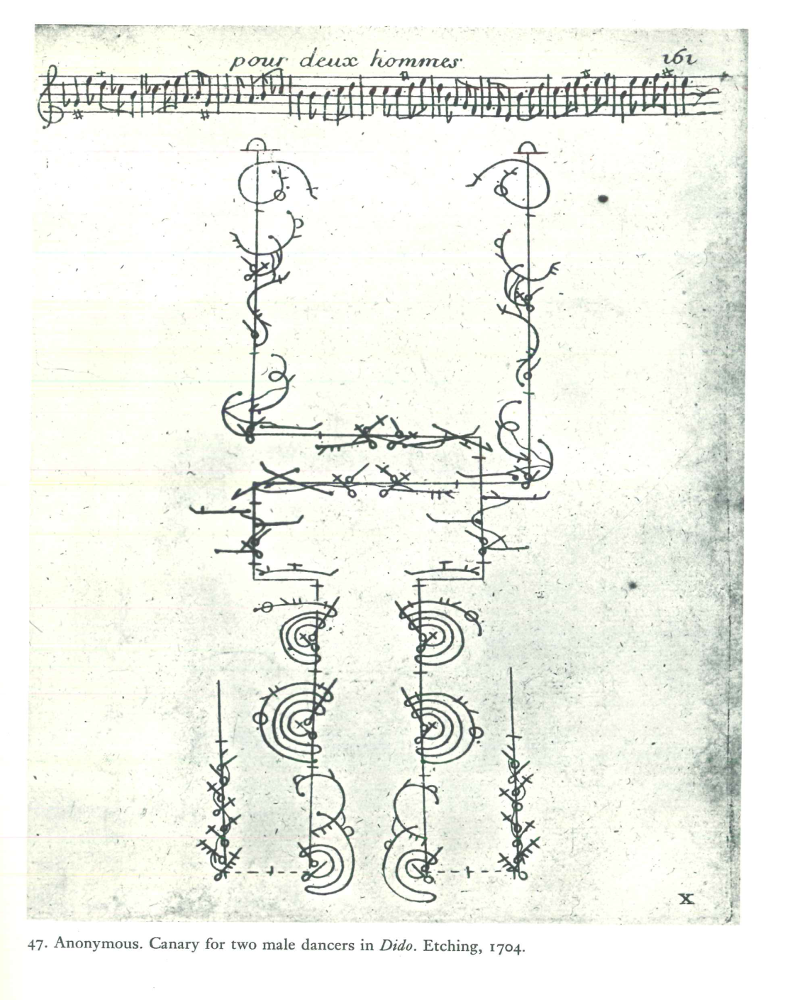 pour deux hommes 161
X
47. Anonymous. Canary for two male dancers in Dido. Etching, 1704.